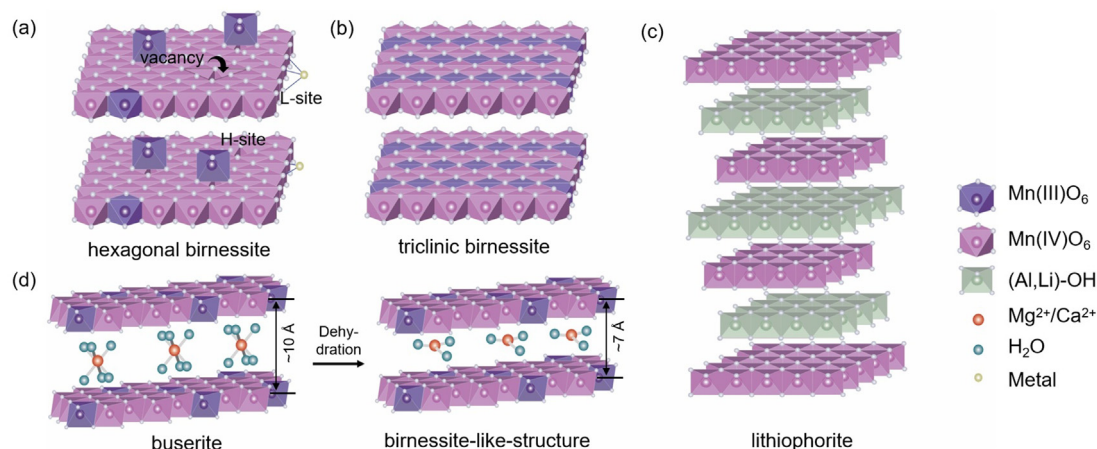 (a)
vacancy
L-site
H-site
hexagonal birnessite
(b)
triclinic birnessite
(c)
lithiophorite
(d)
~10 Å
buserite
Dehy-
dration
~7 Å
birnessite-like-structure
Mn(III)O₆
Mn(IV)O₆
(Al,Li)-OH
Mg²⁺/Ca²⁺
H₂O
Metal